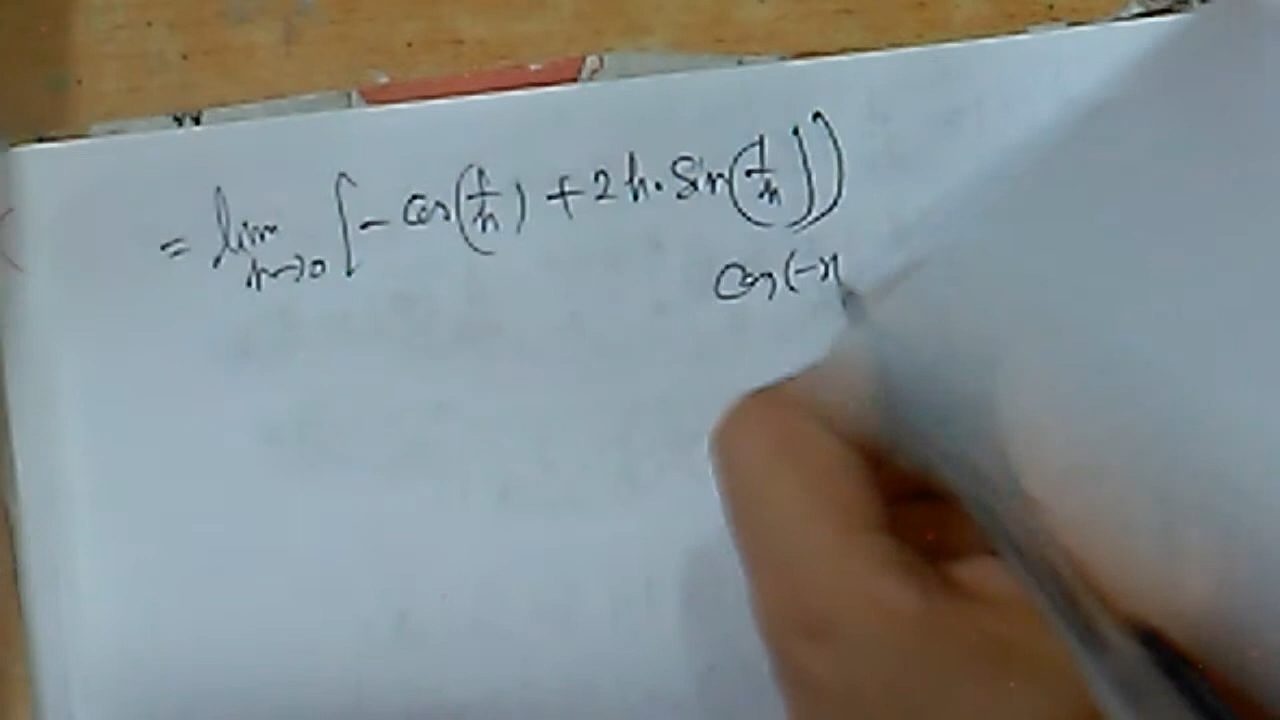 = lim [- cos(1/h) + 2h. sin(1/h)]
h→0
cos(-x